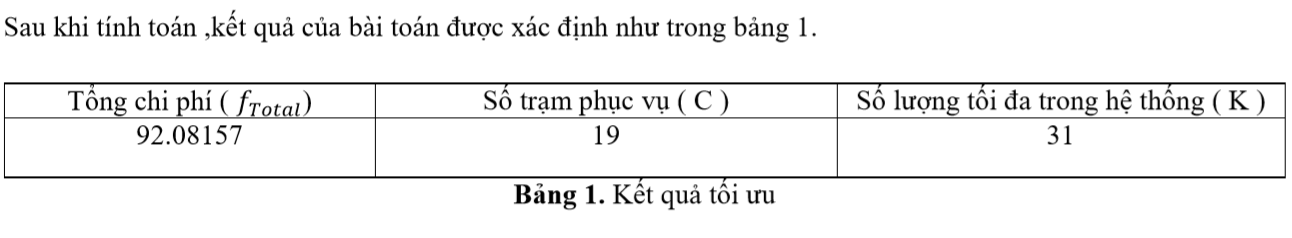 Sau khi tính toán ,kết quả của bài toán được xác định như trong bảng 1.
Tổng chi phí ( f_Total) Số trạm phục vụ ( C ) Số lượng tối đa trong hệ thống ( K )
92.08157 19 31
Bảng 1. Kết quả tối ưu